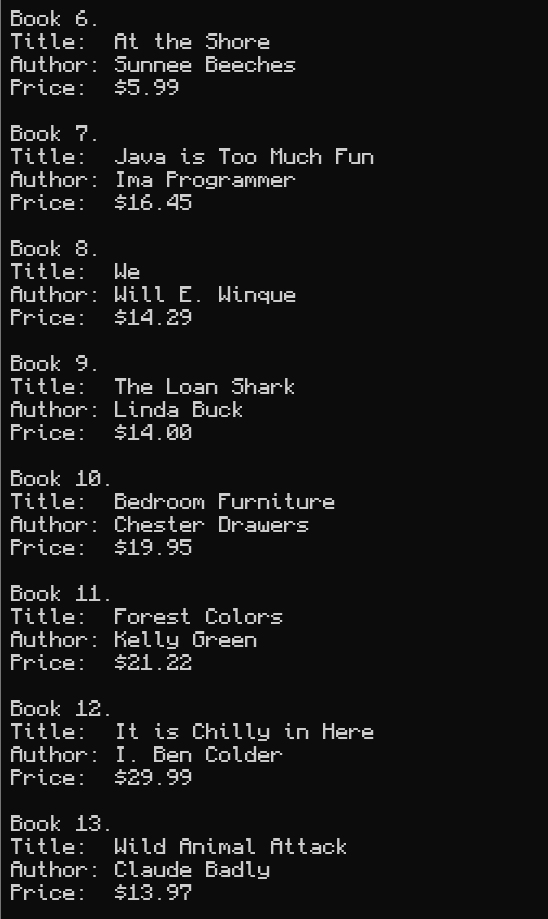 Book 6.
Title:  At the Shore
Author: Sunnee Beeches
Price:  $5.99
Book 7.
Title:  Java is Too Much Fun
Author: Ima Programmer
Price:  $16.45
Book 8.
Title:  We
Author: Will E. Winque
Price:  $14.29
Book 9.
Title:  The Loan Shark
Author: Linda Buck
Price:  $14.00
Book 10.
Title:  Bedroom Furniture
Author: Chester Drawers
Price:  $19.95
Book 11.
Title:  Forest Colors
Author: Kelly Green
Price:  $21.22
Book 12.
Title:  It is Chilly in Here
Author: I. Ben Colder
Price:  $29.99
Book 13.
Title:  Wild Animal Attack
Author: Claude Badly
Price:  $13.97